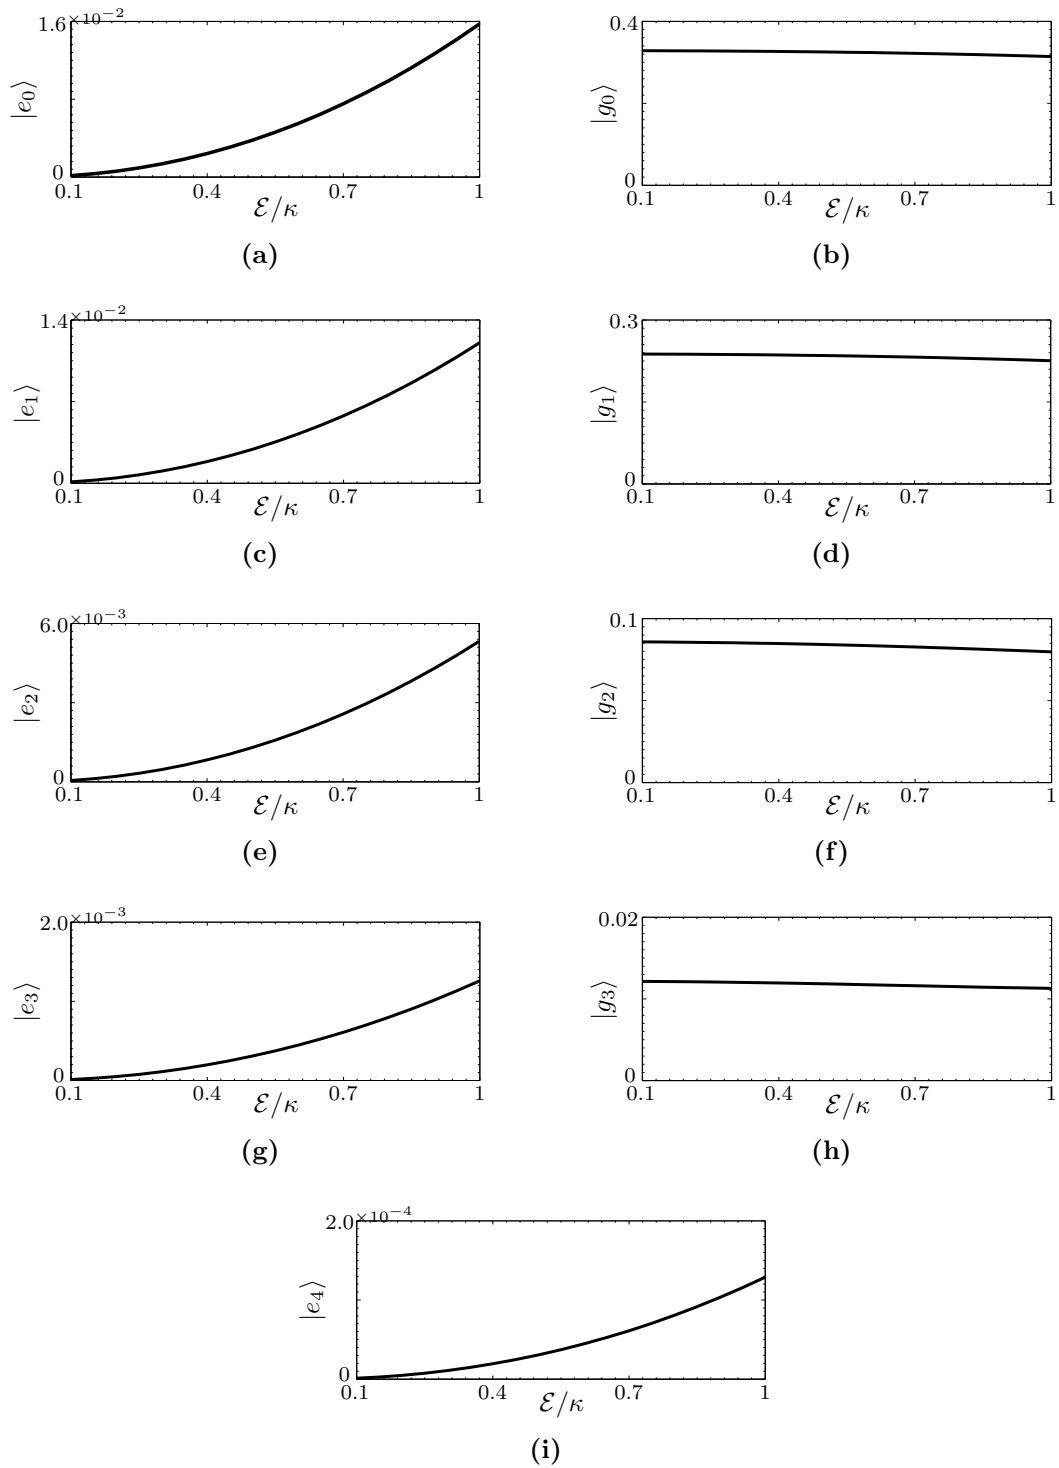 1.6×10⁻²
|e₀⟩
0
0.1 0.4 0.7 1
ℰ/κ
(a)
0.4
|g₀⟩
0
0.1 0.4 0.7 1
ℰ/κ
(b)
1.4×10⁻²
|e₁⟩
0
0.1 0.4 0.7 1
ℰ/κ
(c)
0.3
|g₁⟩
0
0.1 0.4 0.7 1
ℰ/κ
(d)
6.0×10⁻³
|e₂⟩
0
0.1 0.4 0.7 1
ℰ/κ
(e)
0.1
|g₂⟩
0
0.1 0.4 0.7 1
ℰ/κ
(f)
2.0×10⁻³
|e₃⟩
0
0.1 0.4 0.7 1
ℰ/κ
(g)
0.02
|g₃⟩
0
0.1 0.4 0.7 1
ℰ/κ
(h)
2.0×10⁻⁴
|e₄⟩
0
0.1 0.4 0.7 1
ℰ/κ
(i)